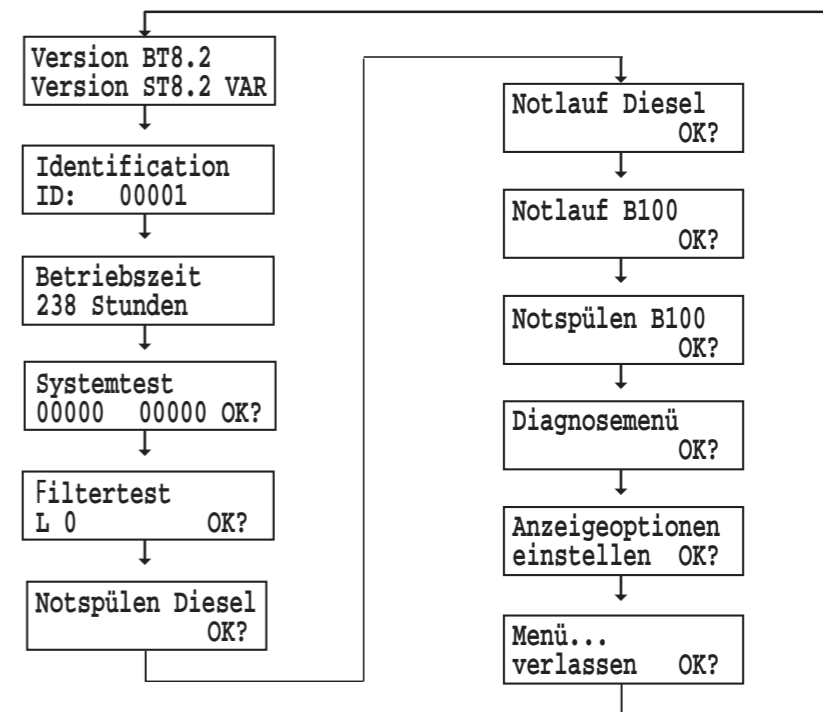 Version BT8.2
Version ST8.2 VAR
Identification
ID: 00001
Betriebszeit
238 Stunden
Systemtest
00000 00000 OK?
Filtertest
L 0 OK?
Notspülen Diesel
OK?
Notlauf Diesel
OK?
Notlauf B100
OK?
Notspülen B100
OK?
Diagnosemenü
OK?
Anzeigeoptionen
einstellen OK?
Menü...
verlassen OK?